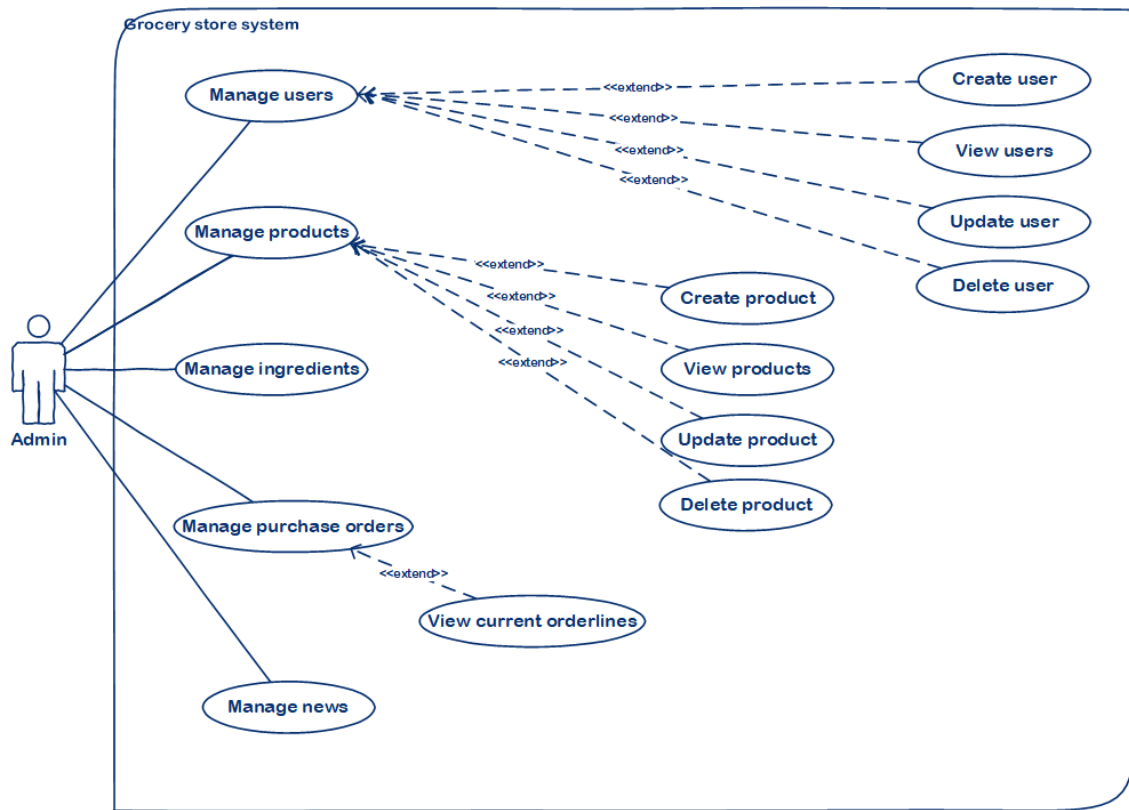 Grocery store system
Manage users
<<extend>>
Create user
<<extend>>
View users
<<extend>>
Update user
<<extend>>
Delete user
Manage products
<<extend>>
Create product
<<extend>>
View products
<<extend>>
Update product
<<extend>>
Delete product
Manage ingredients
Admin
Manage purchase orders
<<extend>>
View current orderlines
Manage news